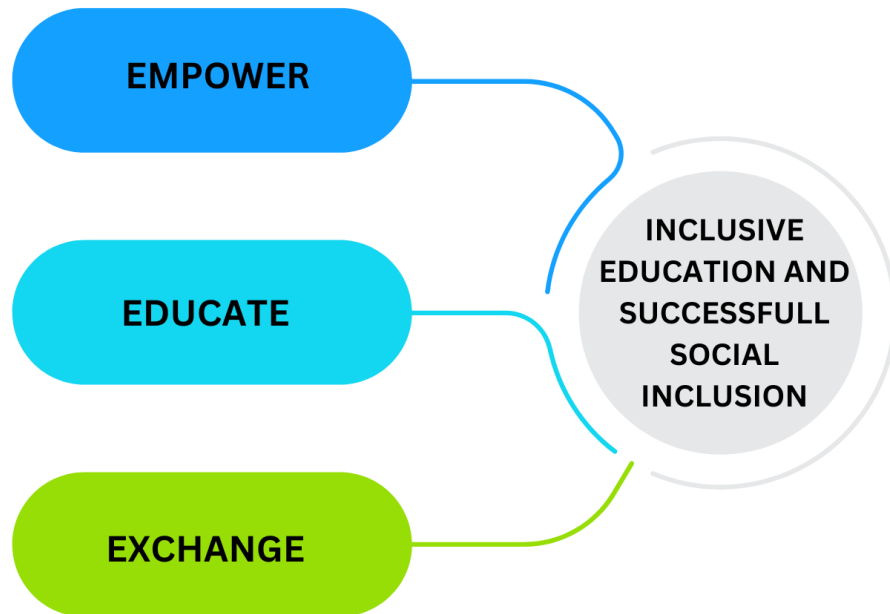 EMPOWER
EDUCATE
EXCHANGE
INCLUSIVE
EDUCATION AND
SUCCESSFULL
SOCIAL
INCLUSION